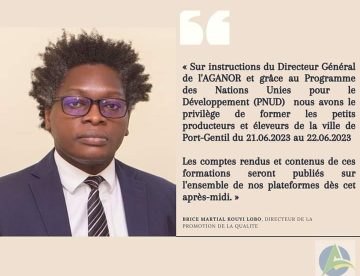 « Sur instructions du Directeur Général
de l'AGANOR et grâce au Programme
des Nations Unies pour le
Développement (PNUD) nous avons le
privilège de former les petits
producteurs et éleveurs de la ville de
Port-Gentil du 21.06.2023 au 22.06.2023
Les comptes rendus et contenus de ces
formations seront publiés sur
l'ensemble de nos plateformes dès cet
après-midi. »
BRICE MARTIAL KOUYI LOBO, DIRECTEUR DE LA
PROMOTION DE LA QUALITE